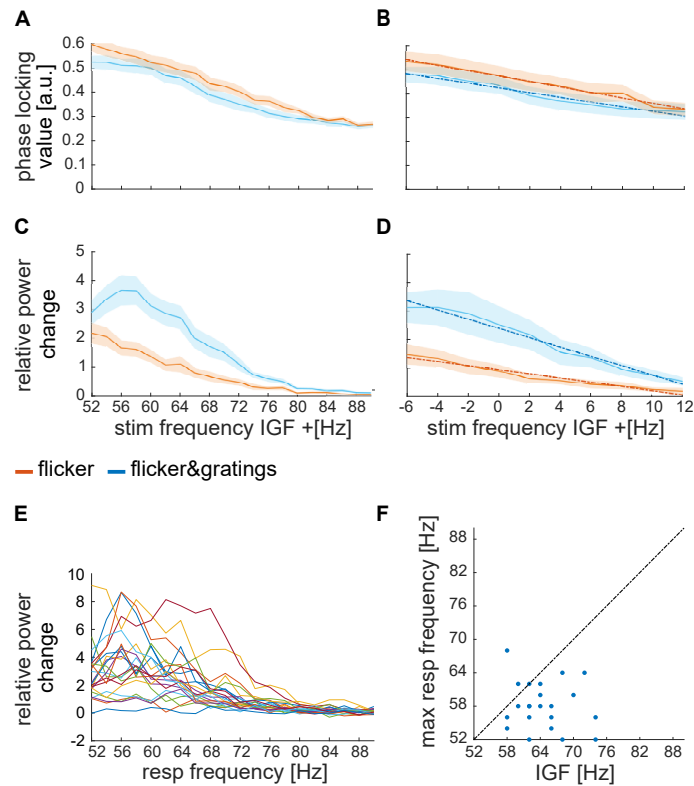 A
B
phase locking
value [a.u.]
0.6
0.5
0.4
0.3
0.2
0.1
0
C
D
relative power
change
5
4
3
2
1
0
52 56 60 64 68 72 76 80 84 88
-6 -4 -2 0 2 4 6 8 10 12
stim frequency IGF +[Hz]
stim frequency IGF +[Hz]
flicker flicker&gratings
E
F
relative power
change
10
8
6
4
2
0
-2
52 56 60 64 68 72 76 80 84 88
resp frequency [Hz]
max resp frequency [Hz]
88
82
76
70
64
58
52
52 58 64 70 76 82 88
IGF [Hz]